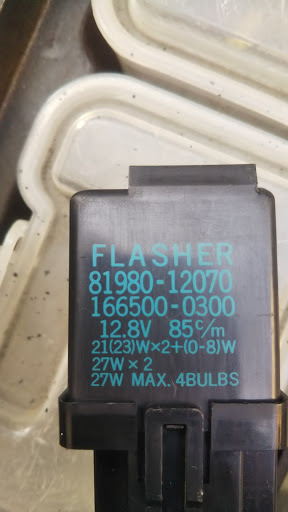 FLASHER
81980-12070
166500-0300
12.8V 85c/m
21(23)W×2+(0-8)W
27W×2
27W MAX. 4BULBS